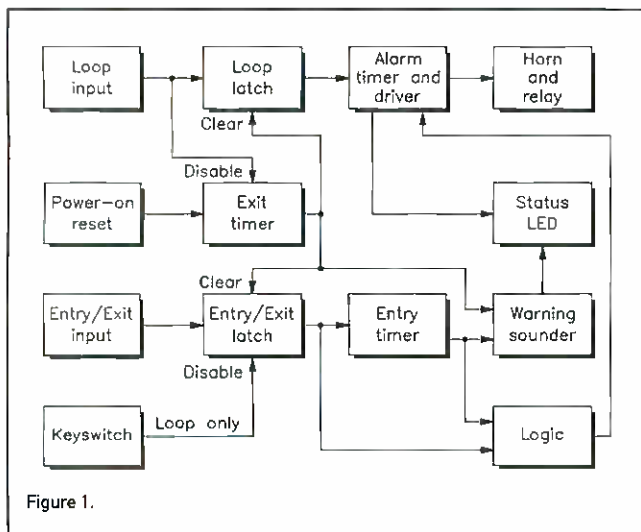 Loop
input
Loop
latch
Alarm
timer and
driver
Horn
and
relay
Clear
Disable
Power-on
reset
Exit
timer
Status
LED
Clear
Entry/Exit
input
Entry/Exit
latch
Entry
timer
Warning
sounder
Disable
Keyswitch
Loop only
Logic
Figure 1.